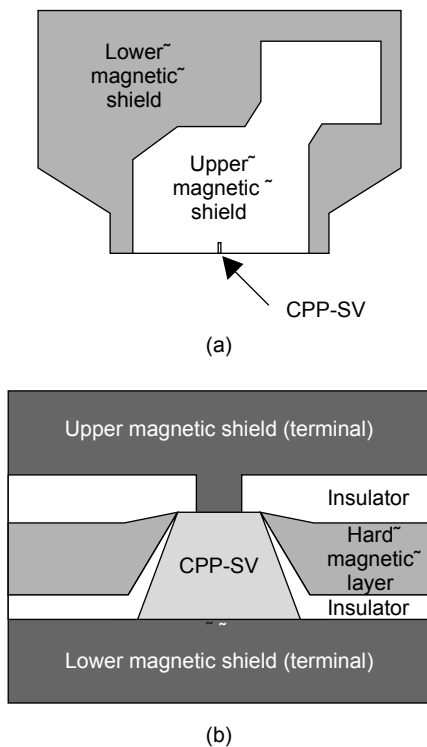 Lower˜
magnetic˜
shield
Upper˜
magnetic ˜
shield
CPP-SV
(a)
Upper magnetic shield (terminal)
Insulator
Hard˜
magnetic˜
layer
CPP-SV
Insulator
˜ ˜
Lower magnetic shield (terminal)
(b)